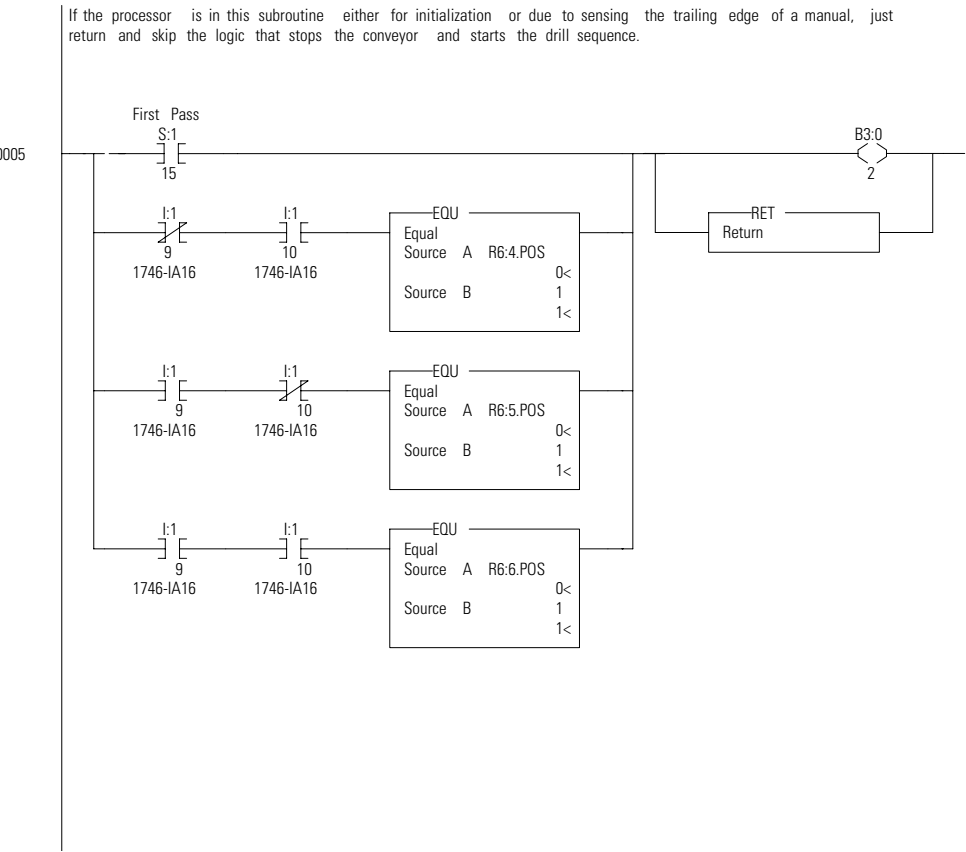 If the processor is in this subroutine either for initialization or due to sensing the trailing edge of a manual, just
return and skip the logic that stops the conveyor and starts the drill sequence.
First Pass
S:1
15
0005
B3:0
2
RET
Return
I:1
9
1746-IA16
I:1
10
1746-IA16
EQU
Equal
Source A R6:4.POS
0<
Source B 1
1<
I:1
9
1746-IA16
I:1
10
1746-IA16
EQU
Equal
Source A R6:5.POS
0<
Source B 1
1<
I:1
9
1746-IA16
I:1
10
1746-IA16
EQU
Equal
Source A R6:6.POS
0<
Source B 1
1<